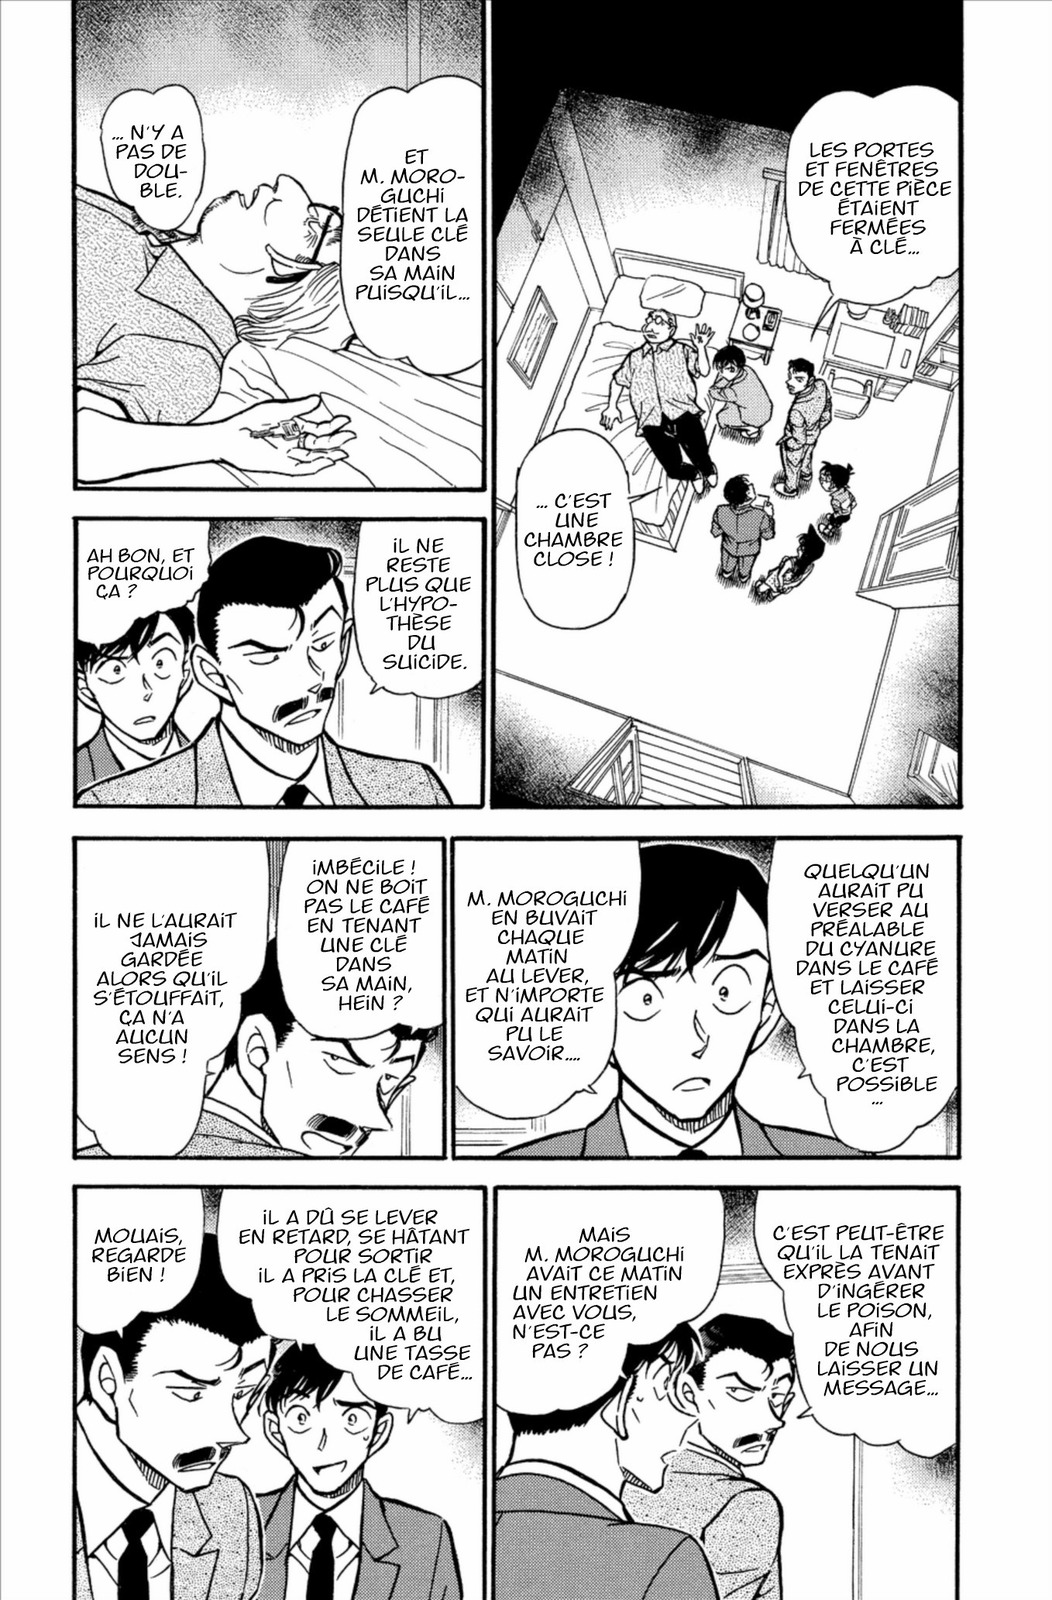 LES PORTES
ET FENÊTRES
DE CETTE PIÈCE
ÉTAIENT
FERMÉES
À CLÉ...
... C'EST
UNE
CHAMBRE
CLOSE !
ET
M. MORO-
GUCHI
DÉTIENT LA
SEULE CLÉ
DANS
SA MAIN
PUISQU'IL...
... N'Y A
PAS DE
DOU-
BLE.
IL NE
RESTE
PLUS QUE
L'HYPO-
THÈSE
DU
SUICIDE.
AH BON, ET
POURQUOI
ÇA ?
QUELQU'UN
AURAIT PU
VERSER AU
PRÉALABLE
DU CYANURE
DANS LE CAFÉ
ET LAISSER
CELUI-CI
DANS LA
CHAMBRE,
C'EST
POSSIBLE
...
M. MOROGUCHI
EN BUVAIT
CHAQUE
MATIN
AU LEVER,
ET N'IMPORTE
QUI AURAIT
PU LE
SAVOIR....
IMBÉCILE !
ON NE BOIT
PAS LE CAFÉ
EN TENANT
UNE CLÉ
DANS
SA MAIN,
HEIN ?
IL NE L'AURAIT
JAMAIS
GARDÉE
ALORS QU'IL
S'ÉTOUFFAIT,
ÇA N'A
AUCUN
SENS !
C'EST PEUT-ÊTRE
QU'IL LA TENAIT
EXPRÈS AVANT
D'INGÉRER
LE POISON,
AFIN
DE NOUS
LAISSER UN
MESSAGE...
MAIS
M. MOROGUCHI
AVAIT CE MATIN
UN ENTRETIEN
AVEC VOUS,
N'EST-CE
PAS ?
IL A DÛ SE LEVER
EN RETARD, SE HÂTANT
POUR SORTIR
IL A PRIS LA CLÉ ET,
POUR CHASSER
LE SOMMEIL,
IL A BU
UNE TASSE
DE CAFÉ...
MOUAIS,
REGARDE
BIEN !